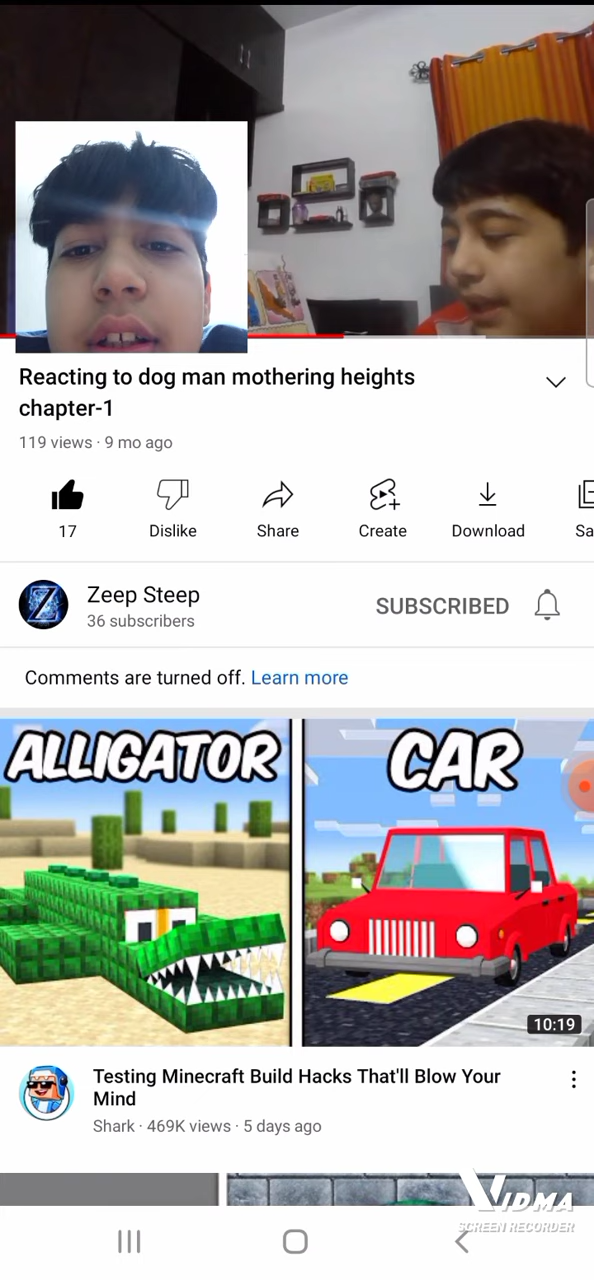 Reacting to dog man mothering heights
chapter-1
119 views · 9 mo ago
17
Dislike
Share
Create
Download
Sa
Zeep Steep
36 subscribers
SUBSCRIBED
Comments are turned off. Learn more
ALLIGATOR
CAR
10:19
Testing Minecraft Build Hacks That'll Blow Your
Mind
Shark · 469K views · 5 days ago
VIDMA
SCREEN RECORDER